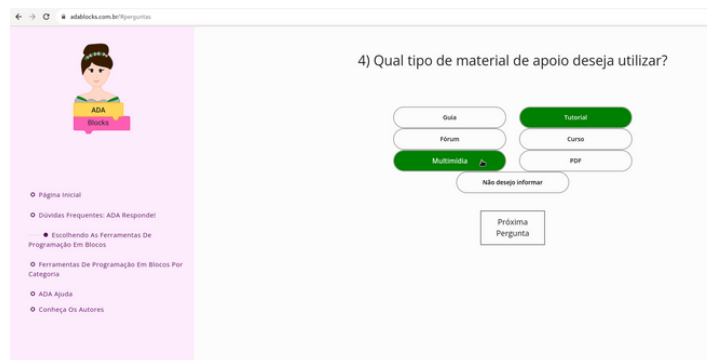 adablocks.com.br/#perguntas
ADA
Blocks
Página Inicial
Dúvidas Frequentes: ADA Responde!
Escolhendo As Ferramentas De
Programação Em Blocos
Ferramentas De Programação Em Blocos Por
Categoria
ADA Ajuda
Conheça Os Autores
4) Qual tipo de material de apoio deseja utilizar?
Guia
Tutorial
Fórum
Curso
Multimídia
PDF
Não desejo informar
Próxima
Pergunta